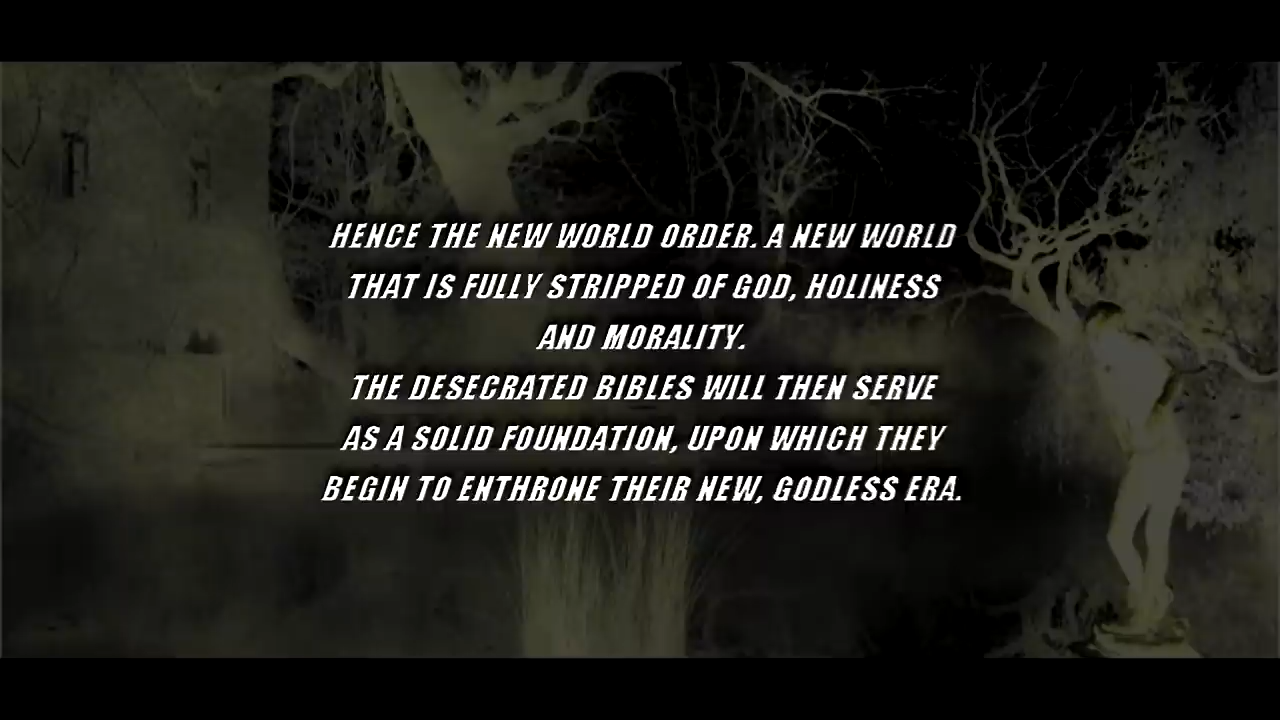 HENCE THE NEW WORLD ORDER. A NEW WORLD
THAT IS FULLY STRIPPED OF GOD, HOLINESS
AND MORALITY.
THE DESECRATED BIBLES WILL THEN SERVE
AS A SOLID FOUNDATION, UPON WHICH THEY
BEGIN TO ENTHRONE THEIR NEW, GODLESS ERA.